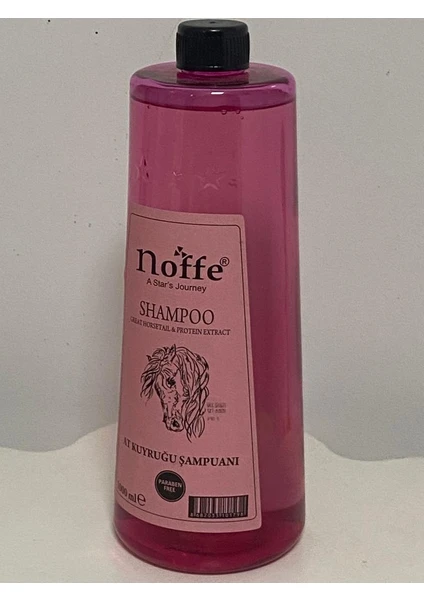 noffe®
A Star's Journey
SHAMPOO
GREAT HORSETAIL & PROTEIN EXTRACT
AT KUYRUĞU ŞAMPUANI
PARABEN
FREE
1000 ml ℮